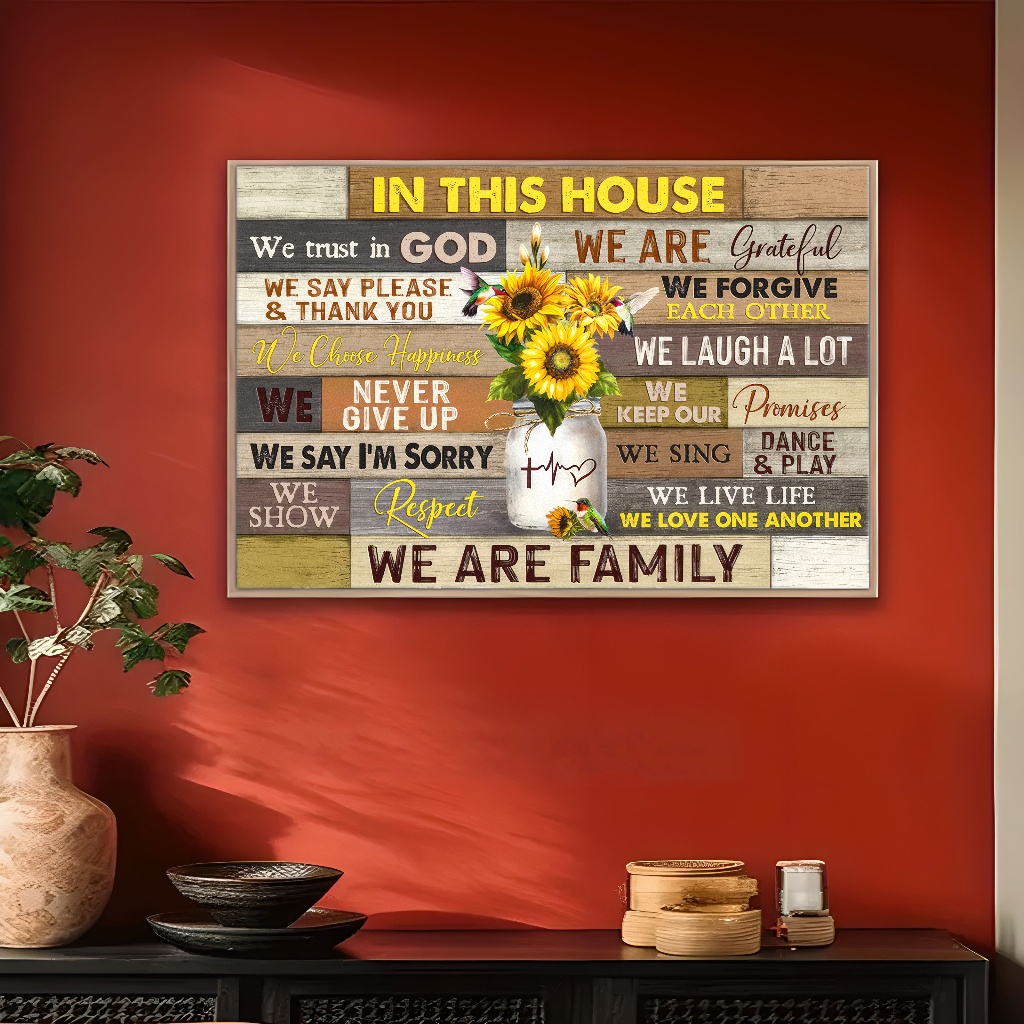 IN THIS HOUSE
We trust in GOD
WE ARE Grateful
WE SAY PLEASE
& THANK YOU
WE FORGIVE
EACH OTHER
We Choose Happiness
WE LAUGH A LOT
WE NEVER
GIVE UP
WE
KEEP OUR Promises
WE SAY I'M SORRY
WE SING DANCE
& PLAY
WE
SHOW Respect
WE LIVE LIFE
WE LOVE ONE ANOTHER
WE ARE FAMILY